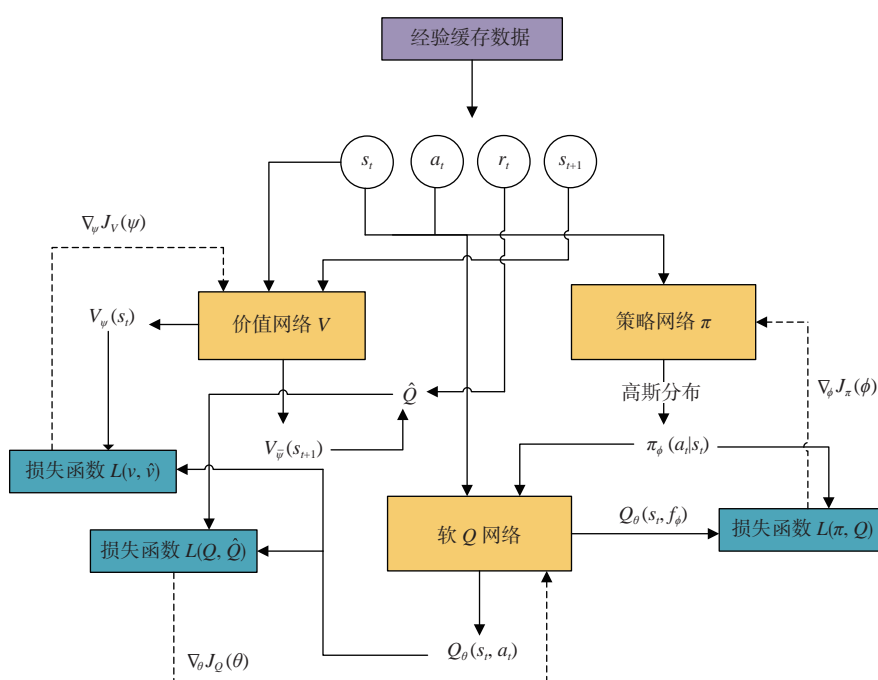 经验缓存数据
s_t
a_t
r_t
s_{t+1}
∇_ψ J_V(ψ)
V_ψ(s_t)
价值网络 V
策略网络 π
Q̂
高斯分布
∇_ϕ J_π(ϕ)
V_{ψ̄}(s_{t+1})
π_ϕ(a_t|s_t)
损失函数 L(v, v̂)
Q_θ(s_t, f_ϕ)
损失函数 L(Q, Q̂)
软 Q 网络
损失函数 L(π, Q)
∇_θ J_Q(θ)
Q_θ(s_t, a_t)